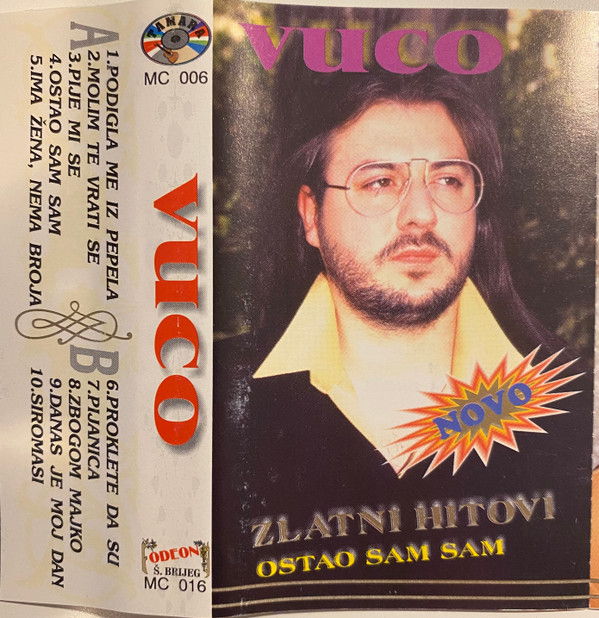 A
1.PODIGLA ME IZ PEPELA
2.MOLIM TE VRATI SE
3.PIJE MI SE
4.OSTAO SAM SAM
5.IMA ŽENA, NEMA BROJA
B
6.PROKLETE DA SU
7.PIJANICA
8.ZBOGOM MAJKO
9.DANAS JE MOJ DAN
10.SIROMASI
TAMARA
MC 006
VUCO
ODEON
Š. BRIJEG
MC 016
VUCO
NOVO
ZLATNI HITOVI
OSTAO SAM SAM